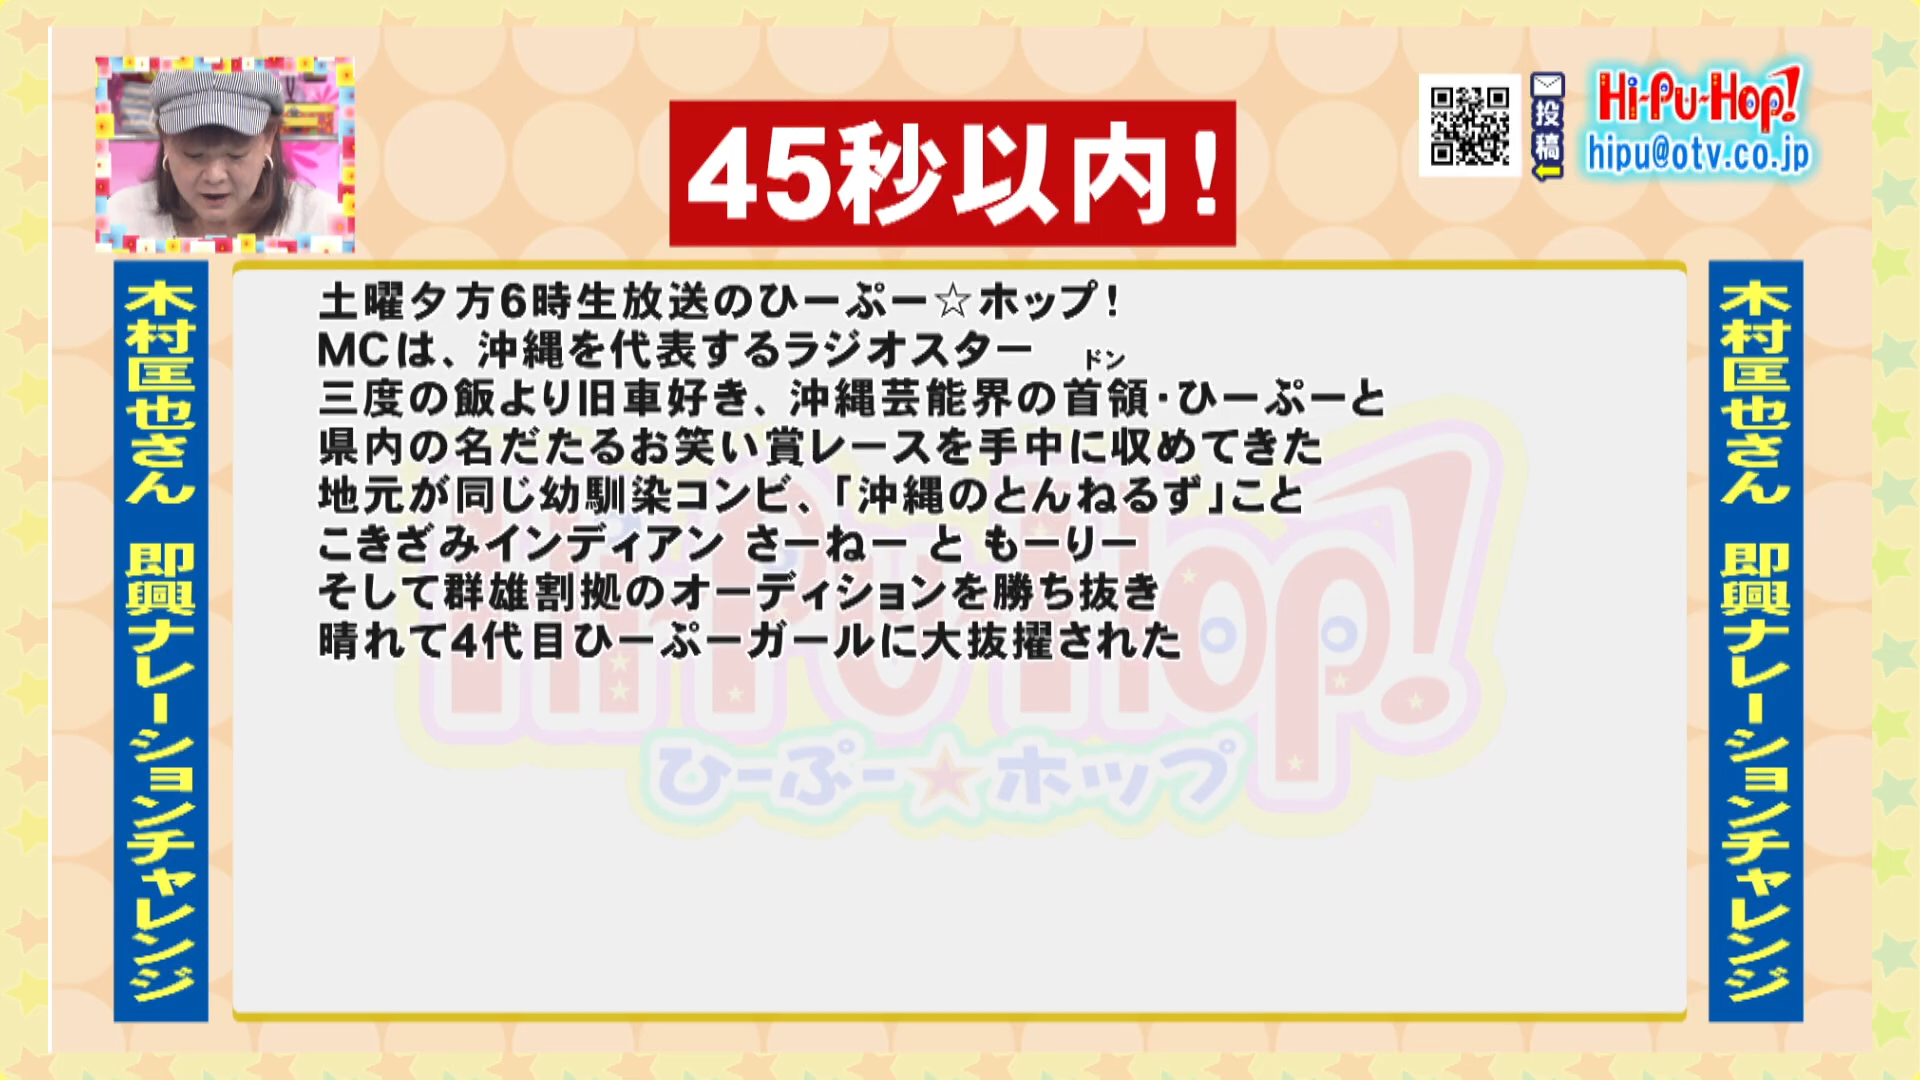 45秒以内!
投稿
Hi-Pu-Hop!
hipu@otv.co.jp
木村匡也さん 即興ナレーションチャレンジ
土曜夕方6時生放送のひーぷー☆ホップ!
MCは、沖縄を代表するラジオスター
ドン
三度の飯より旧車好き、沖縄芸能界の首領・ひーぷーと
県内の名だたるお笑い賞レースを手中に収めてきた
地元が同じ幼馴染コンビ、「沖縄のとんねるず」こと
こきざみインディアン さーねー と もーりー
そして群雄割拠のオーディションを勝ち抜き
晴れて4代目ひーぷーガールに大抜擢された
Hi-Pu-Hop!
ひーぷー★ホップ
木村匡也さん 即興ナレーションチャレンジ